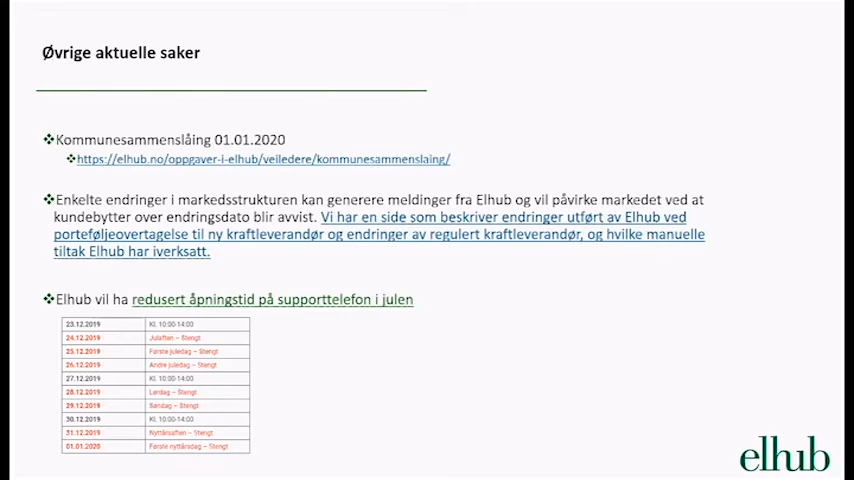 Øvrige aktuelle saker
❖Kommunesammenslåing 01.01.2020
❖https://elhub.no/oppgaver-i-elhub/veiledere/kommunesammenslaing/
❖Enkelte endringer i markedsstrukturen kan generere meldinger fra Elhub og vil påvirke markedet ved at
kundebytter over endringsdato blir avvist. Vi har en side som beskriver endringer utført av Elhub ved
porteføljeovertagelse til ny kraftleverandør og endringer av regulert kraftleverandør, og hvilke manuelle
tiltak Elhub har iverksatt.
❖Elhub vil ha redusert åpningstid på supporttelefon i julen
23.12.2019 Kl. 10:00-14:00
24.12.2019 Julaften – Stengt
25.12.2019 Første juledag – Stengt
26.12.2019 Andre juledag – Stengt
27.12.2019 Kl. 10:00-14:00
28.12.2019 Lørdag – Stengt
29.12.2019 Søndag – Stengt
30.12.2019 Kl. 10:00-14:00
31.12.2019 Nyttårsaften – Stengt
01.01.2020 Første nyttårsdag – Stengt
elhub